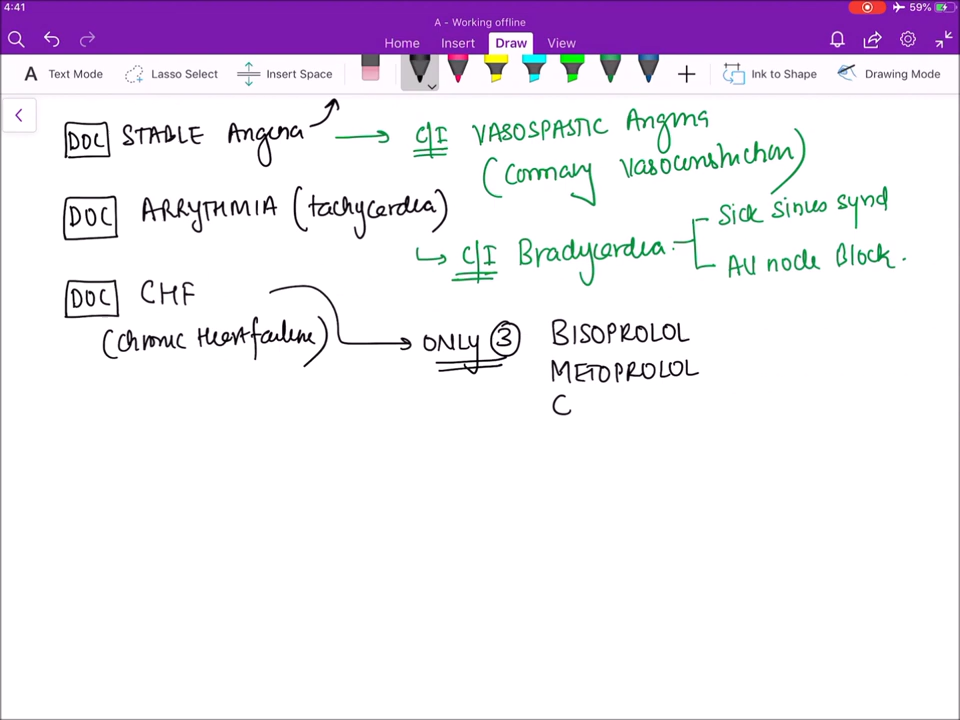 4:41
59%
A - Working offline
Home Insert Draw View
A Text Mode Lasso Select Insert Space Ink to Shape Drawing Mode
DOC STABLE Angina → C/I VASOSPASTIC Angina
(Coronary Vasoconstriction)
DOC ARRYTHMIA (tachycardea)
Sick sinus synd
C/I Bradycardea
AV node Block.
DOC CHF
(Chronic Heartfailure) → ONLY 3 BISOPROLOL
METOPROLOL
C